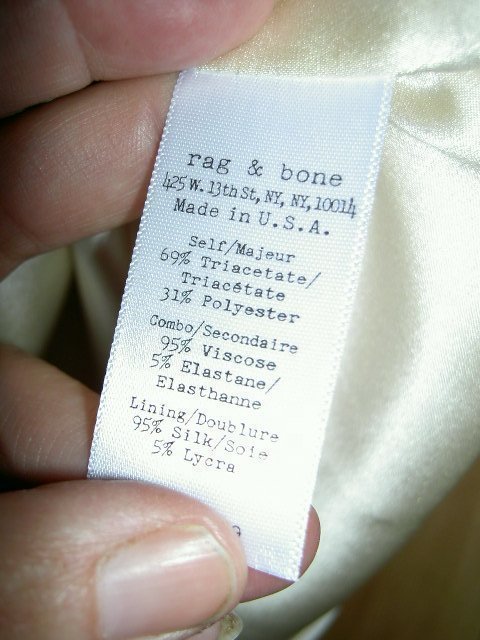 rag & bone
425 W. 13th St, NY, NY, 10014
Made in U.S.A.
Self/Majeur
69% Triacetate/
Triacétate
31% Polyester
Combo/Secondaire
95% Viscose
5% Elastane/
Elasthanne
Lining/Doublure
95% Silk/Soie
5% Lycra